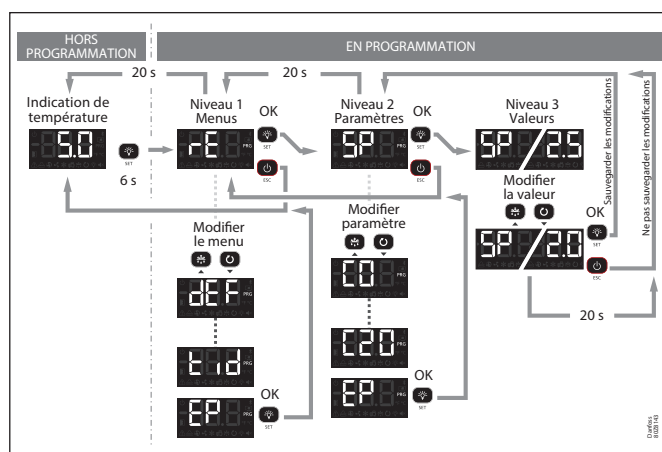 HORS
PROGRAMMATION
EN PROGRAMMATION
20 s
20 s
Indication de
température
Niveau 1
Menus
OK
Niveau 2
Paramètres
OK
Niveau 3
Valeurs
5.0
SET
6 s
rE
PRG
SET
ESC
SP
PRG
SET
ESC
SP
2.5
Modifier
la valeur
SP
2.0
OK
SET
ESC
20 s
Sauvegarder les modifications
Ne pas sauvegarder les modifications
Modifier
le menu
dEF
PRG
tid
PRG
EP
PRG
OK
SET
Modifier
paramètre
C0
PRG
C20
PRG
EP
PRG
OK
SET
Danfoss